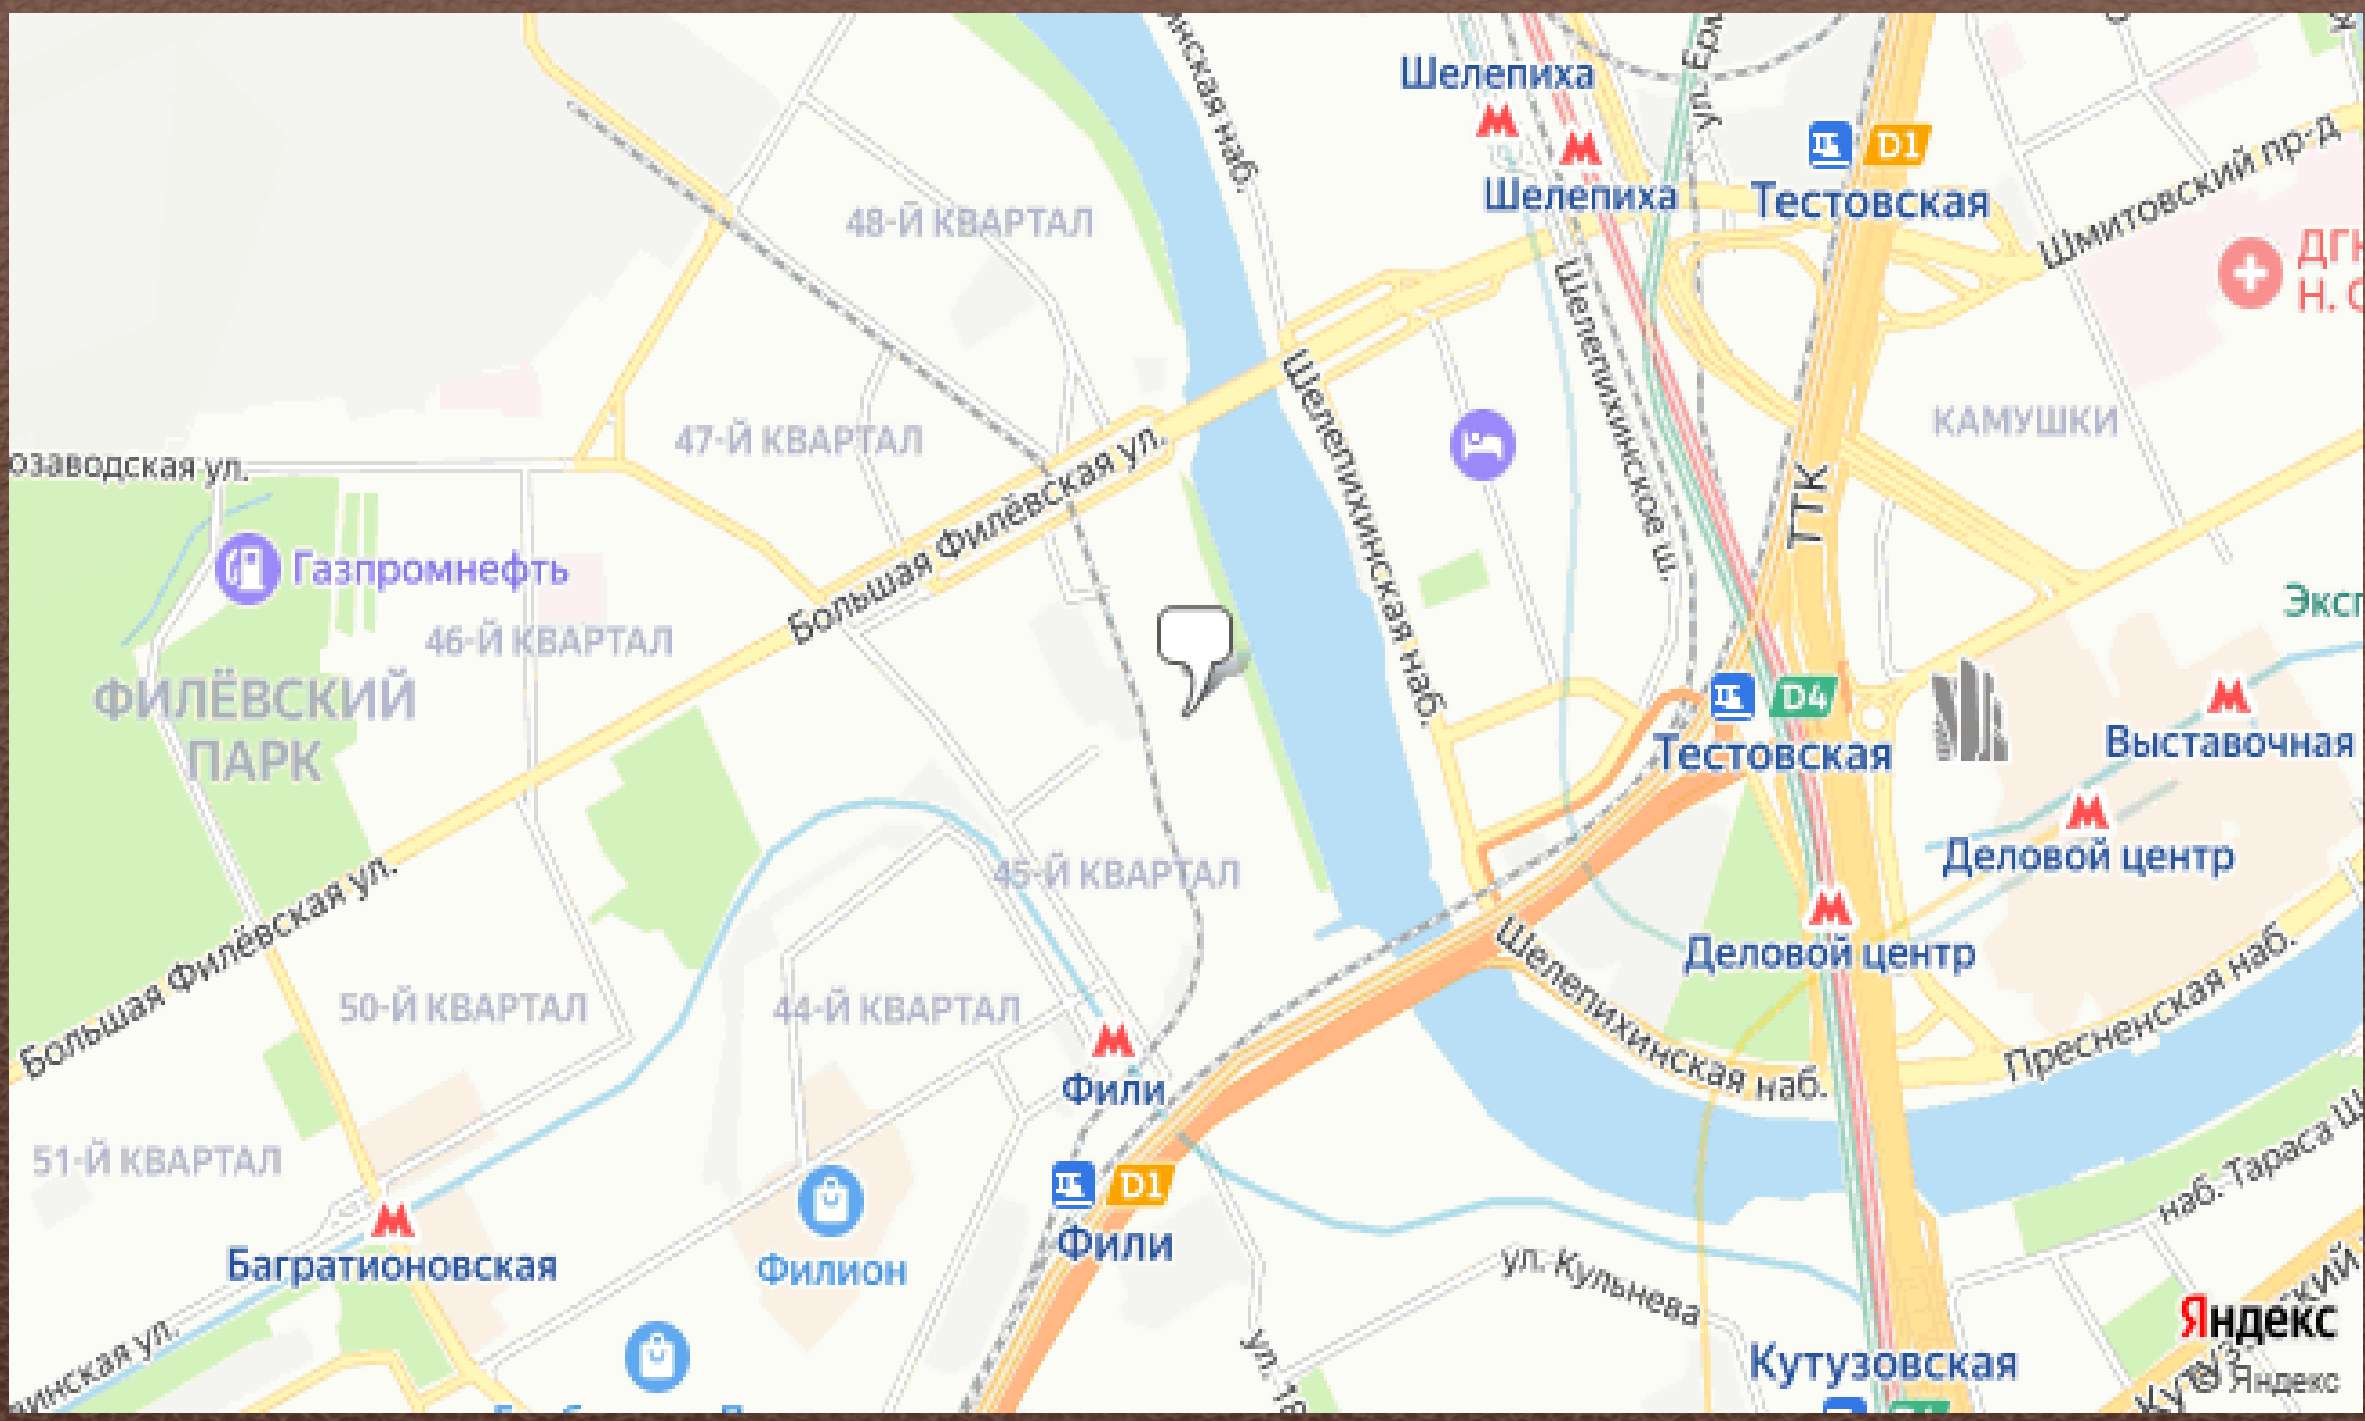 Шелепиха
Шелепиха
D1
Тестовская
Шмитовский пр-д
48-Й КВАРТАЛ
Шелепихинское ш.
47-Й КВАРТАЛ
КАМУШКИ
Большая Филёвская ул.
Шелепихинская наб.
ТТК
Газпромнефть
46-Й КВАРТАЛ
ФИЛЁВСКИЙ
ПАРК
D4
Тестовская
Выставочная
Деловой центр
45-Й КВАРТАЛ
Большая Филёвская ул.
Деловой центр
50-Й КВАРТАЛ
44-Й КВАРТАЛ
Шелепихинская наб.
Пресненская наб.
Фили
51-Й КВАРТАЛ
D1
Фили
Багратионовская
Филион
ул. Кульнева
наб. Тараса
Кутузовская
Яндекс
© Яндекс